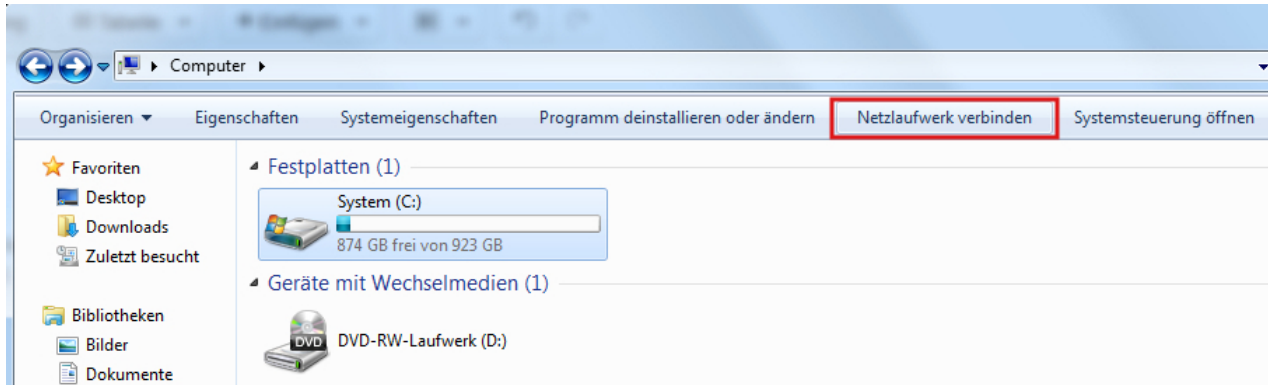 Computer
Organisieren Eigenschaften Systemeigenschaften Programm deinstallieren oder ändern Netzlaufwerk verbinden Systemsteuerung öffnen
Favoriten
Desktop
Downloads
Zuletzt besucht
Bibliotheken
Bilder
Dokumente
Festplatten (1)
System (C:)
874 GB frei von 923 GB
Geräte mit Wechselmedien (1)
DVD
DVD-RW-Laufwerk (D:)